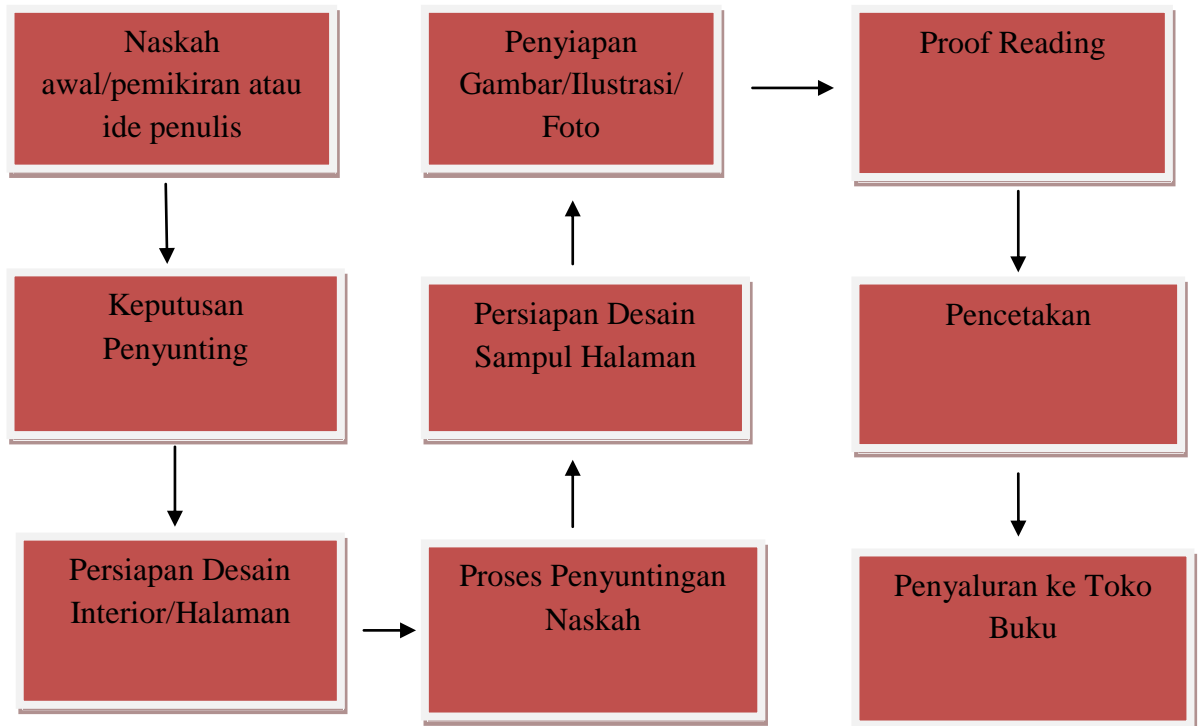 Naskah
awal/pemikiran atau
ide penulis
Keputusan
Penyunting
Persiapan Desain
Interior/Halaman
Proses Penyuntingan
Naskah
Persiapan Desain
Sampul Halaman
Penyiapan
Gambar/Ilustrasi/
Foto
Proof Reading
Pencetakan
Penyaluran ke Toko
Buku